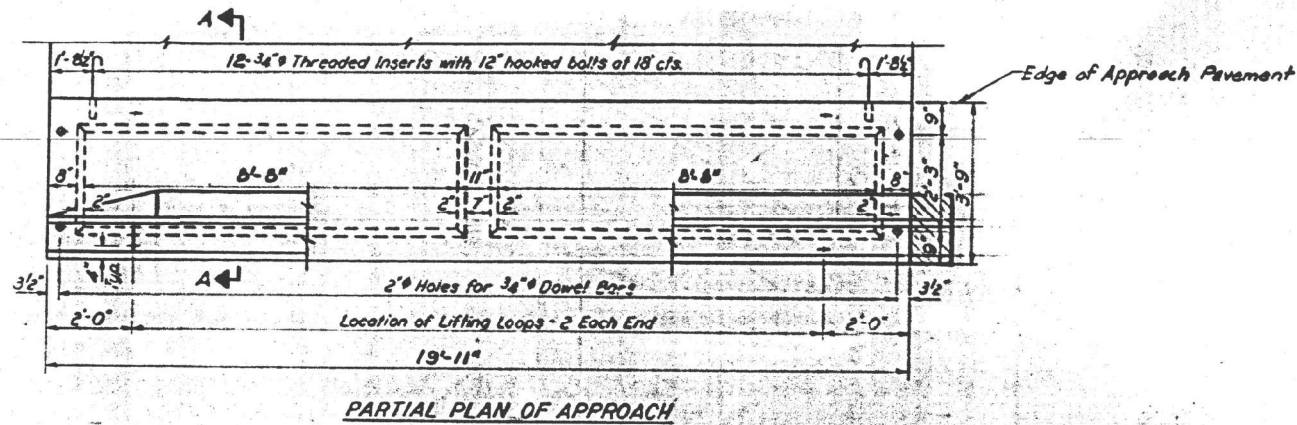 A
1'-8½"
12-¾"φ Threaded Inserts with 12" hooked bolts at 18" cts.
1'-8½"
Edge of Approach Pavement
9"
8"
8'-8"
11"
8'-8"
8"
2'-3"
3'-9"
2"
2"
7"
2"
2"
9"
4"
Typ.
A
3½"
2"φ Holes for ¾"φ Dowel Bars
3½"
2'-0"
Location of Lifting Loops - 2 Each End
2'-0"
19'-11"
PARTIAL PLAN OF APPROACH